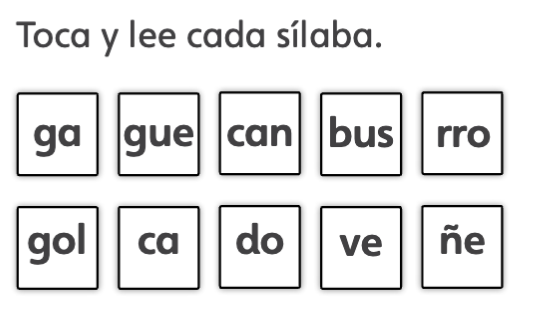 Toca y lee cada sílaba.
ga gue can bus rro
gol ca do ve ñe